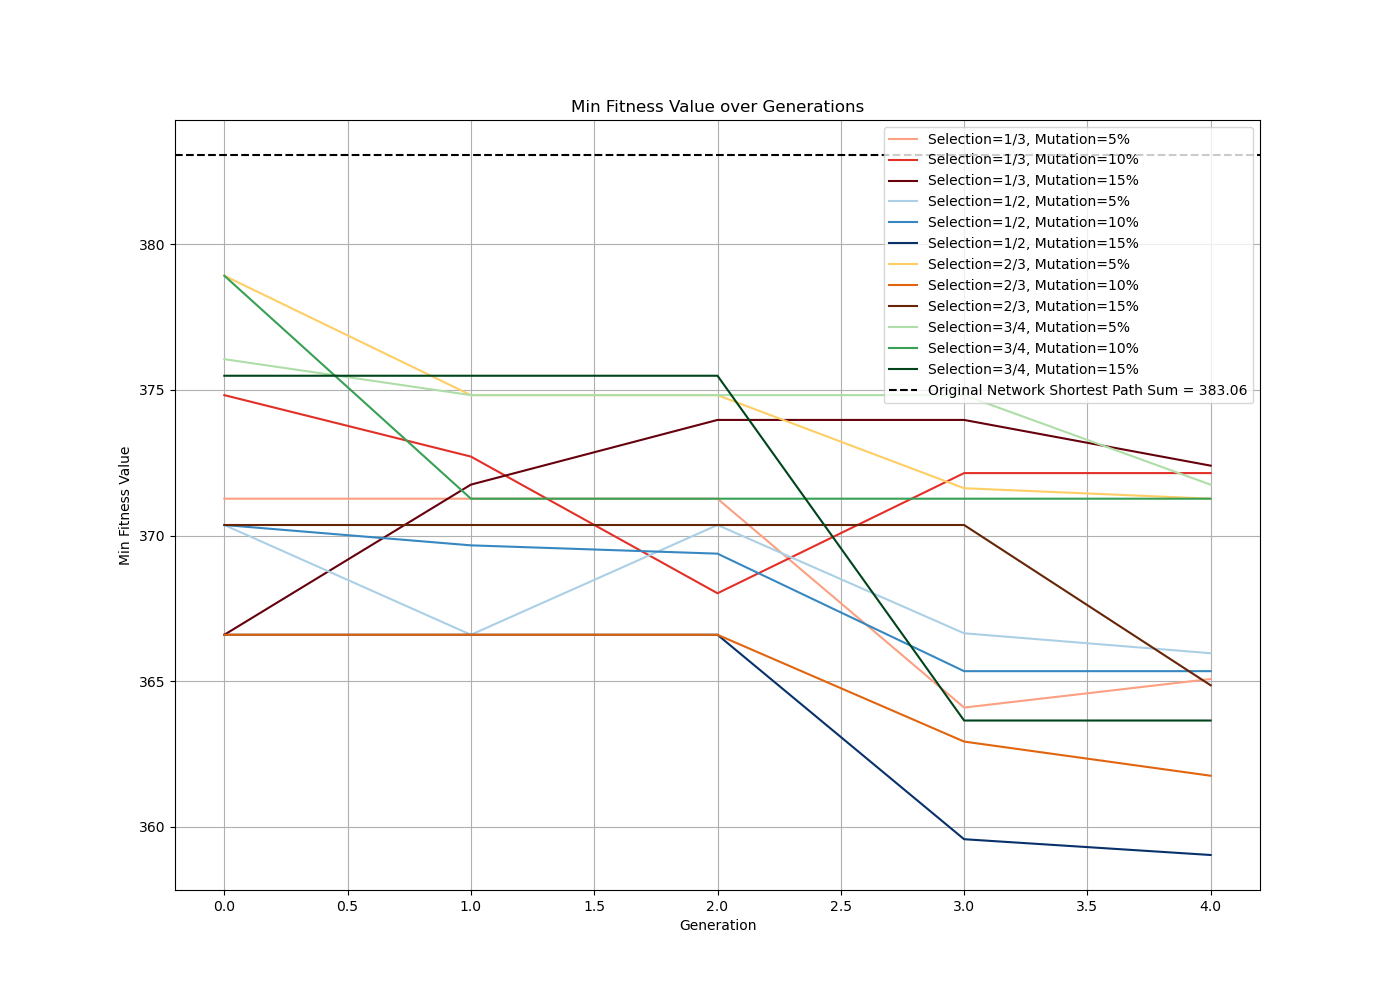 Min Fitness Value over Generations
Selection=1/3, Mutation=5%
Selection=1/3, Mutation=10%
Selection=1/3, Mutation=15%
Selection=1/2, Mutation=5%
Selection=1/2, Mutation=10%
Selection=1/2, Mutation=15%
Selection=2/3, Mutation=5%
Selection=2/3, Mutation=10%
Selection=2/3, Mutation=15%
Selection=3/4, Mutation=5%
Selection=3/4, Mutation=10%
Selection=3/4, Mutation=15%
Original Network Shortest Path Sum = 383.06
Min Fitness Value
380
375
370
365
360
0.0 0.5 1.0 1.5 2.0 2.5 3.0 3.5 4.0
Generation